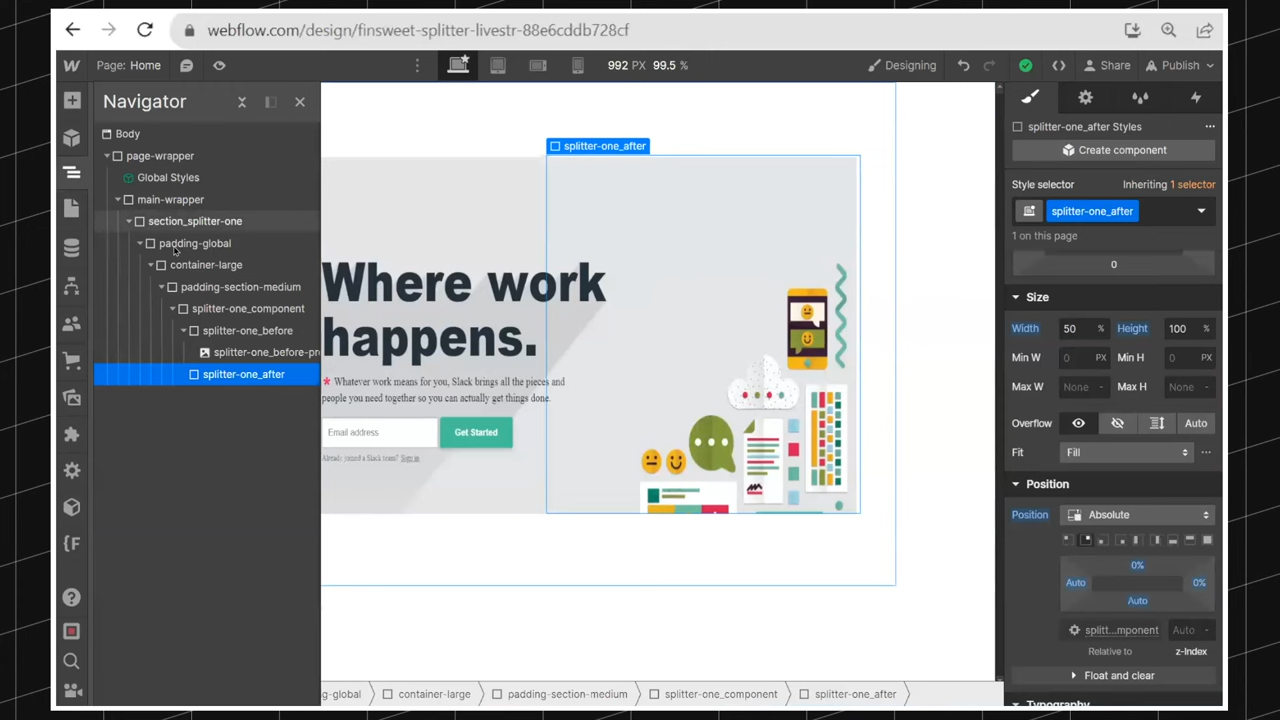 webflow.com/design/finsweet-splitter-livestr-88e6cddb728cf
Page: Home
992 PX 99.5 %
Designing
Share
Publish
Navigator
Body
page-wrapper
Global Styles
main-wrapper
section_splitter-one
padding-global
container-large
padding-section-medium
splitter-one_component
splitter-one_before
splitter-one_before-pr
splitter-one_after
splitter-one_after
Where work
happens.
* Whatever work means for you, Slack brings all the pieces and
people you need together so you can actually get things done.
Email address
Get Started
Already joined a Slack team? Sign in.
splitter-one_after Styles
Create component
Style selector
Inheriting 1 selector
splitter-one_after
1 on this page
0
Size
Width 50 % Height 100 %
Min W 0 PX Min H 0 PX
Max W None - Max H None -
Overflow Auto
Fit Fill
Position
Position Absolute
0%
Auto 0%
Auto
splitt...mponent Auto -
Relative to z-Index
Float and clear
Typography
g-global
container-large
padding-section-medium
splitter-one_component
splitter-one_after